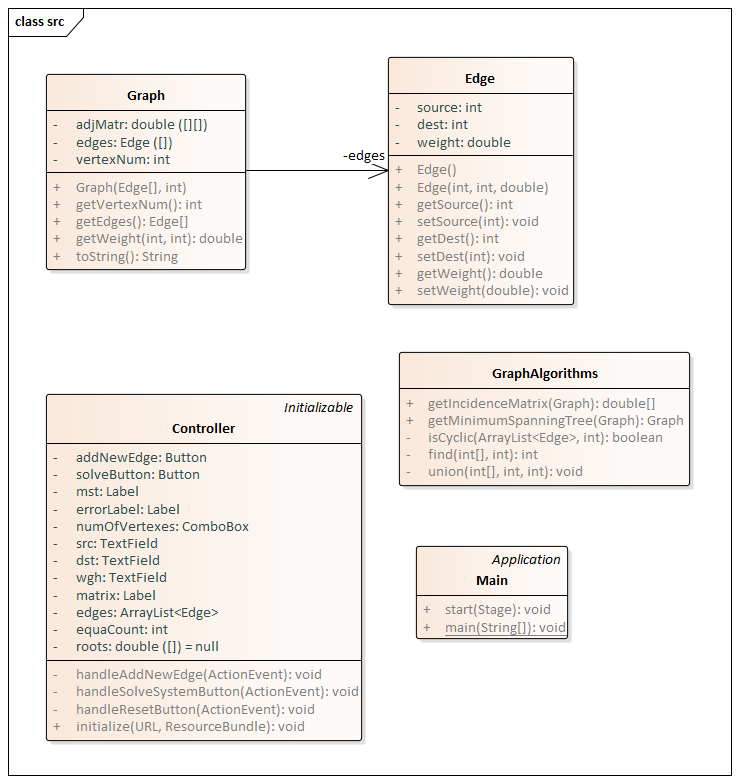 class src
Graph
- adjMatr: double ([][])
- edges: Edge ([])
- vertexNum: int
+ Graph(Edge[], int)
+ getVertexNum(): int
+ getEdges(): Edge[]
+ getWeight(int, int): double
+ toString(): String
-edges
Edge
- source: int
- dest: int
- weight: double
+ Edge()
+ Edge(int, int, double)
+ getSource(): int
+ setSource(int): void
+ getDest(): int
+ setDest(int): void
+ getWeight(): double
+ setWeight(double): void
GraphAlgorithms
+ getIncidenceMatrix(Graph): double[]
+ getMinimumSpanningTree(Graph): Graph
- isCyclic(ArrayList<Edge>, int): boolean
- find(int[], int): int
- union(int[], int, int): void
Initializable
Controller
- addNewEdge: Button
- solveButton: Button
- mst: Label
- errorLabel: Label
- numOfVertexes: ComboBox
- src: TextField
- dst: TextField
- wgh: TextField
- matrix: Label
- edges: ArrayList<Edge>
- equaCount: int
- roots: double ([]) = null
- handleAddNewEdge(ActionEvent): void
- handleSolveSystemButton(ActionEvent): void
- handleResetButton(ActionEvent): void
+ initialize(URL, ResourceBundle): void
Application
Main
+ start(Stage): void
+ main(String[]): void